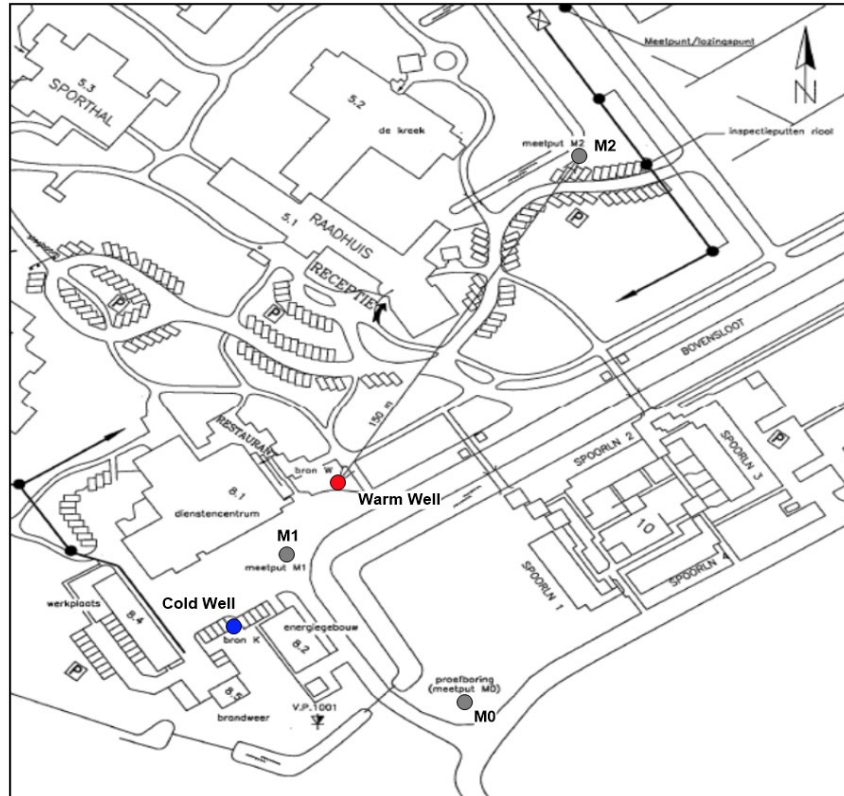 Meetpunt/lozingspunt
N
5.3
SPORTHAL
5.2
de kreek
inspectieputten riool
meetput M2
M2
P
5.1
RAADHUIS
RECEPTIE
P
P
BOVENSLOOT
150 m
RESTAURANT
bron W
Warm Well
8.1
dienstencentrum
SPOORLN 2
SPOORLN 3
P
10
M1
meetput M1
SPOORLN 1
SPOORLN 4
werkplaats
8.4
Cold Well
bron K
energiegebouw
8.2
P
8.5
brandweer
V.P.1001
proefboring
(meetput M0)
M0